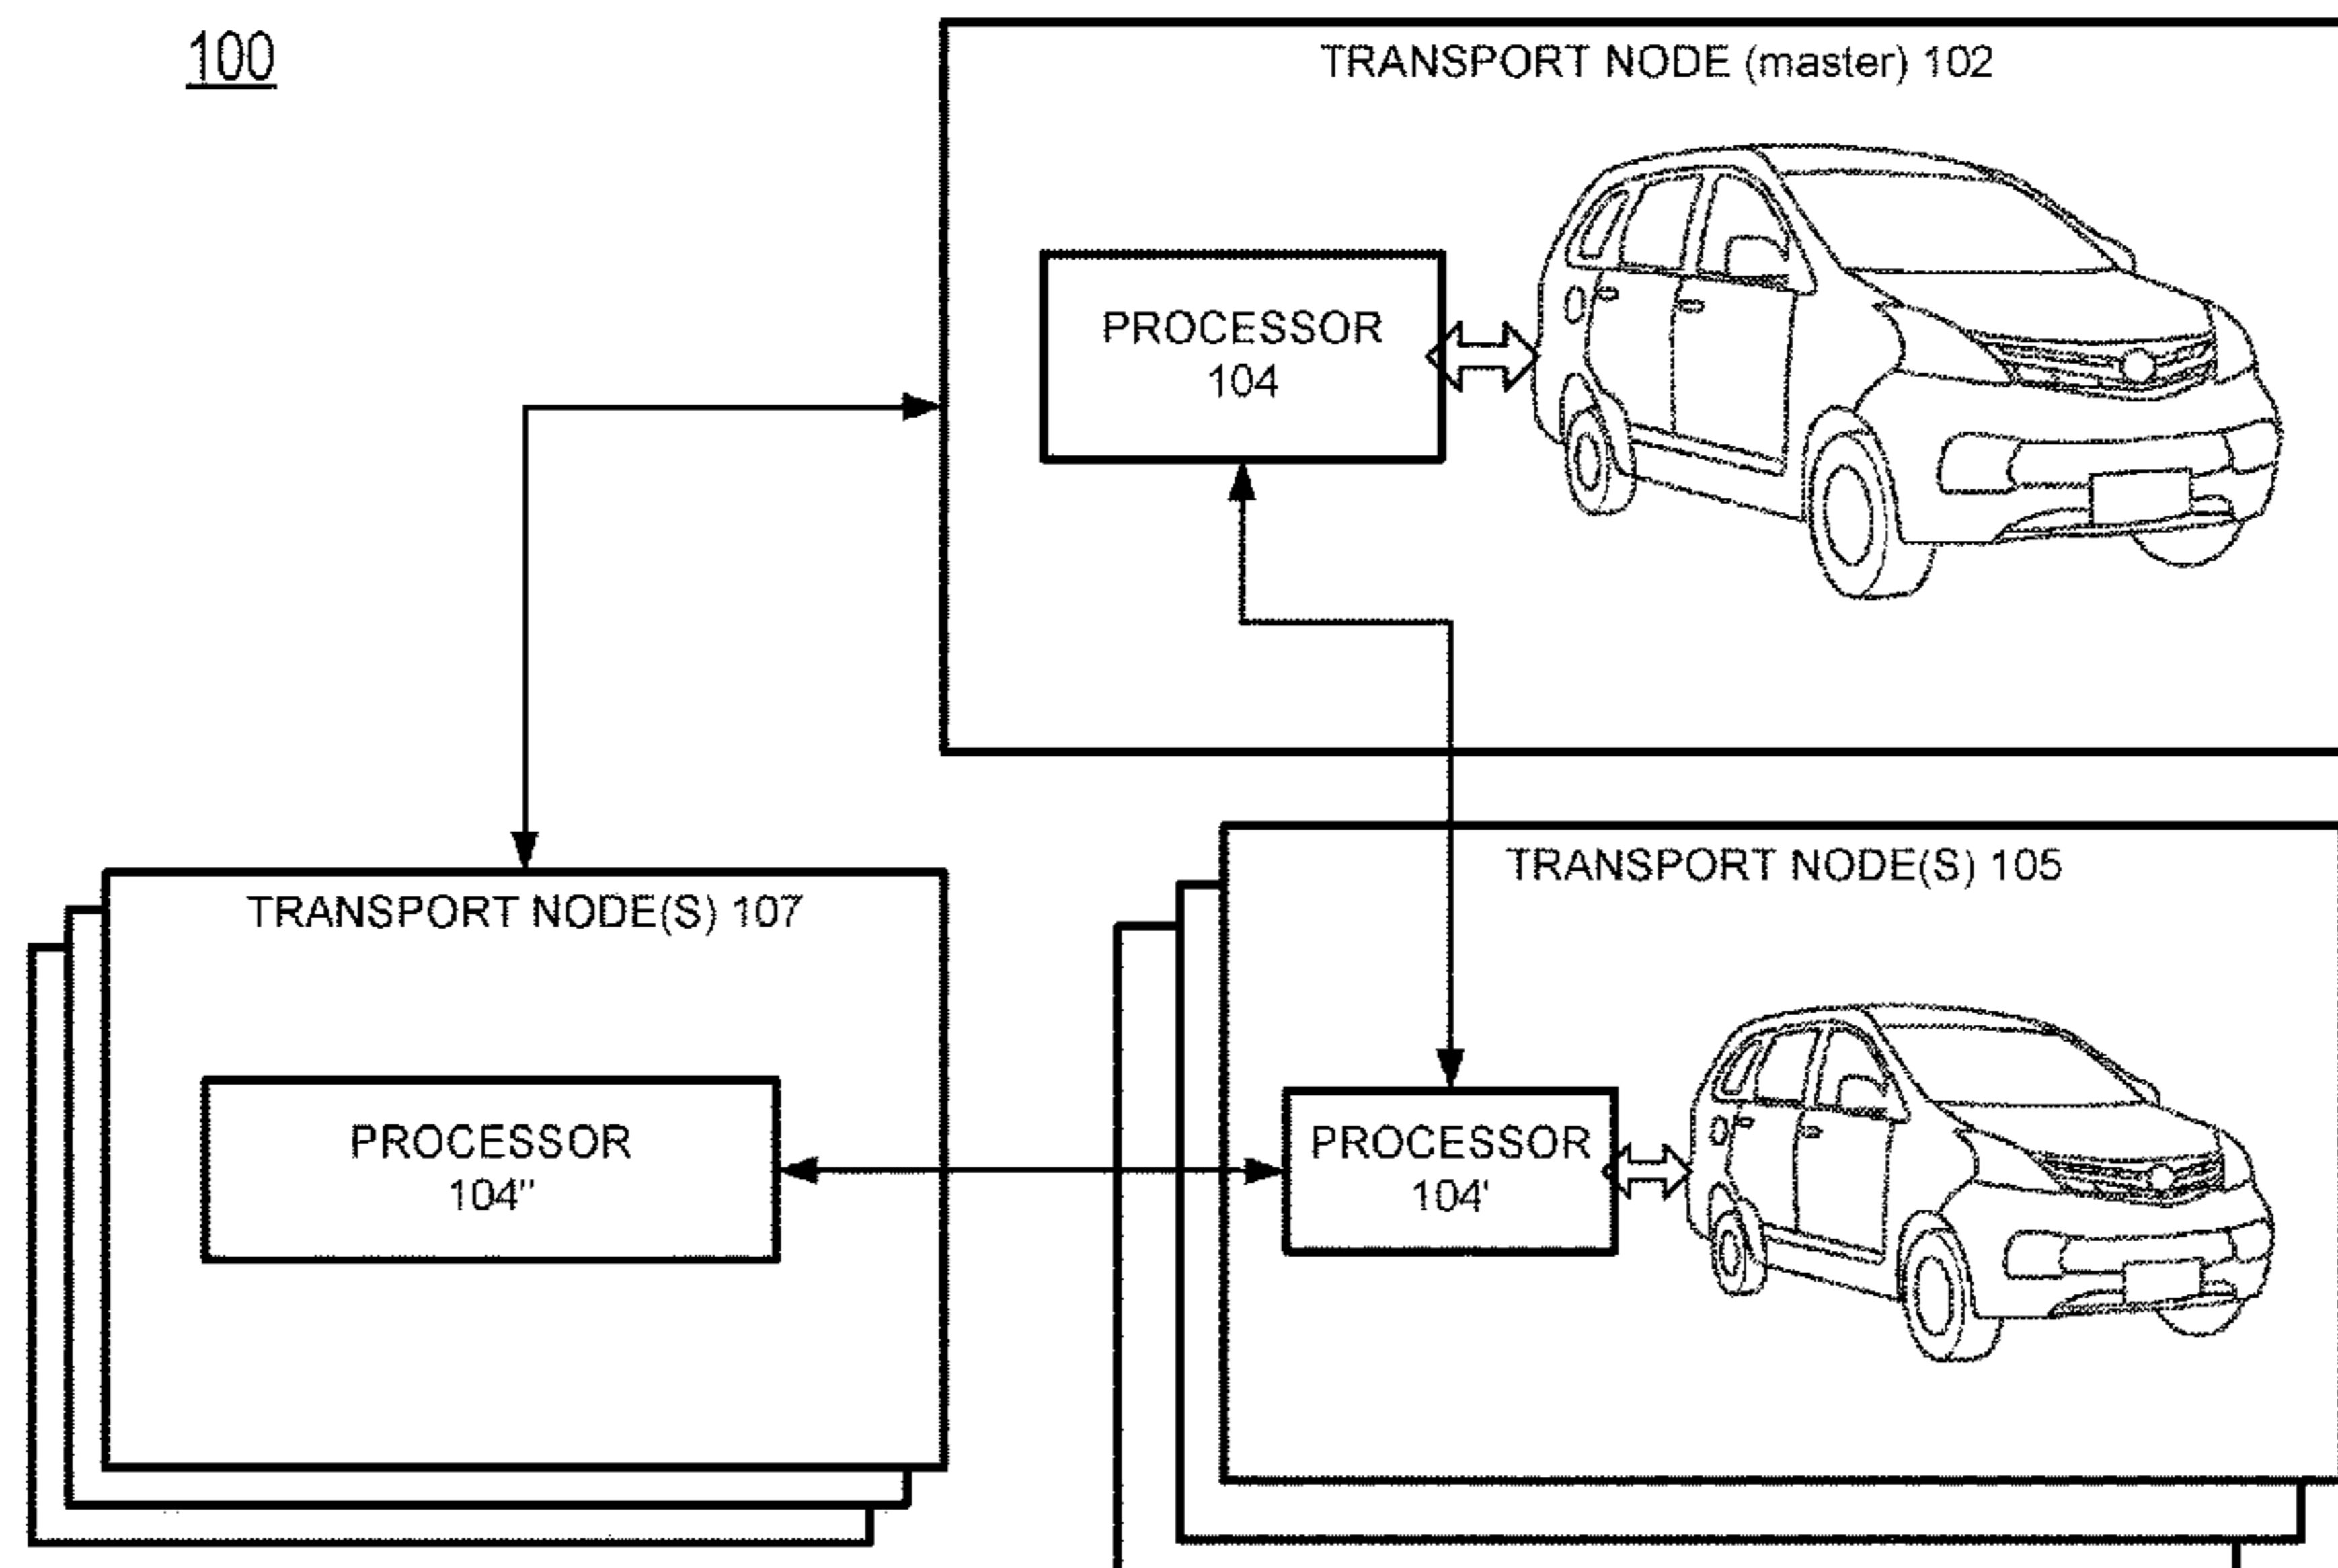 100
TRANSPORT NODE (master) 102
PROCESSOR
104
TRANSPORT NODE(S) 107
PROCESSOR
104"
TRANSPORT NODE(S) 105
PROCESSOR
104'